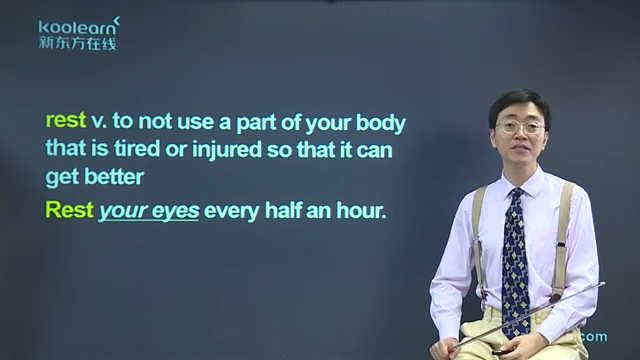 koolearn
新东方在线
rest v. to not use a part of your body
that is tired or injured so that it can
get better
Rest your eyes every half an hour.
com